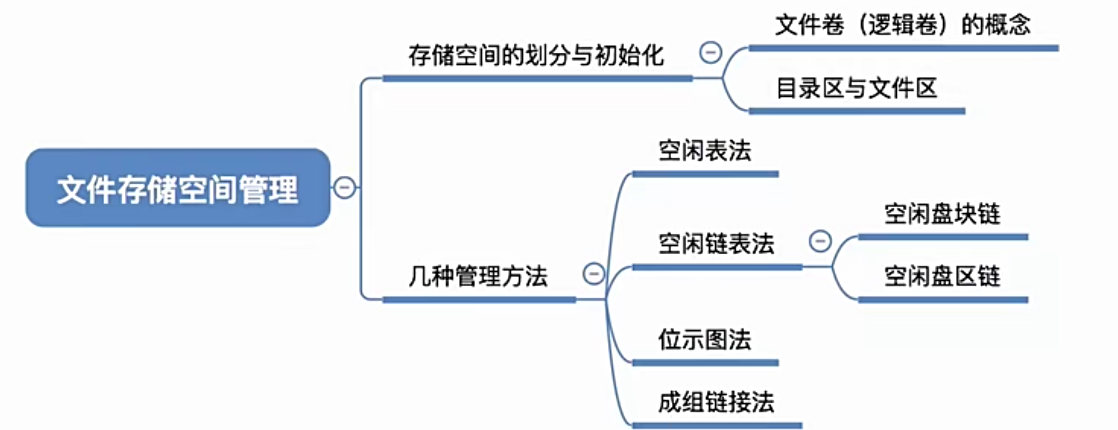 文件存储空间管理
存储空间的划分与初始化
文件卷（逻辑卷）的概念
目录区与文件区
几种管理方法
空闲表法
空闲链表法
空闲盘块链
空闲盘区链
位示图法
成组链接法